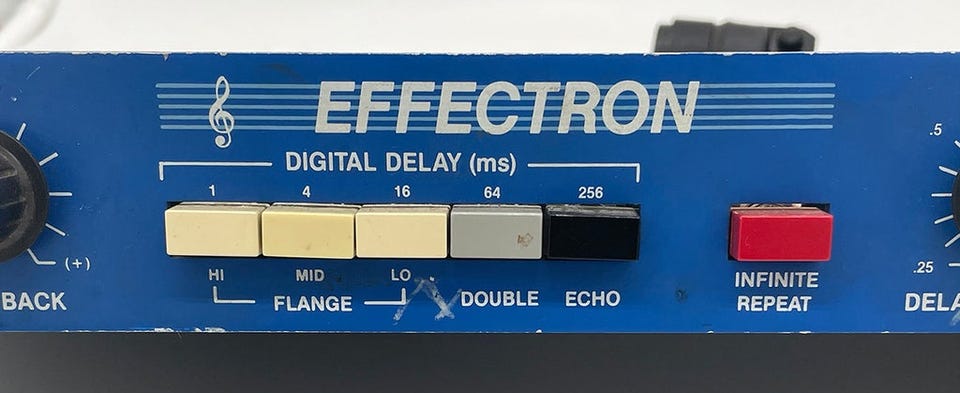 EFFECTRON
DIGITAL DELAY (ms)
1 4 16 64 256
HI MID LO
FLANGE DOUBLE ECHO
INFINITE
REPEAT
(+)
BACK
.5
.25